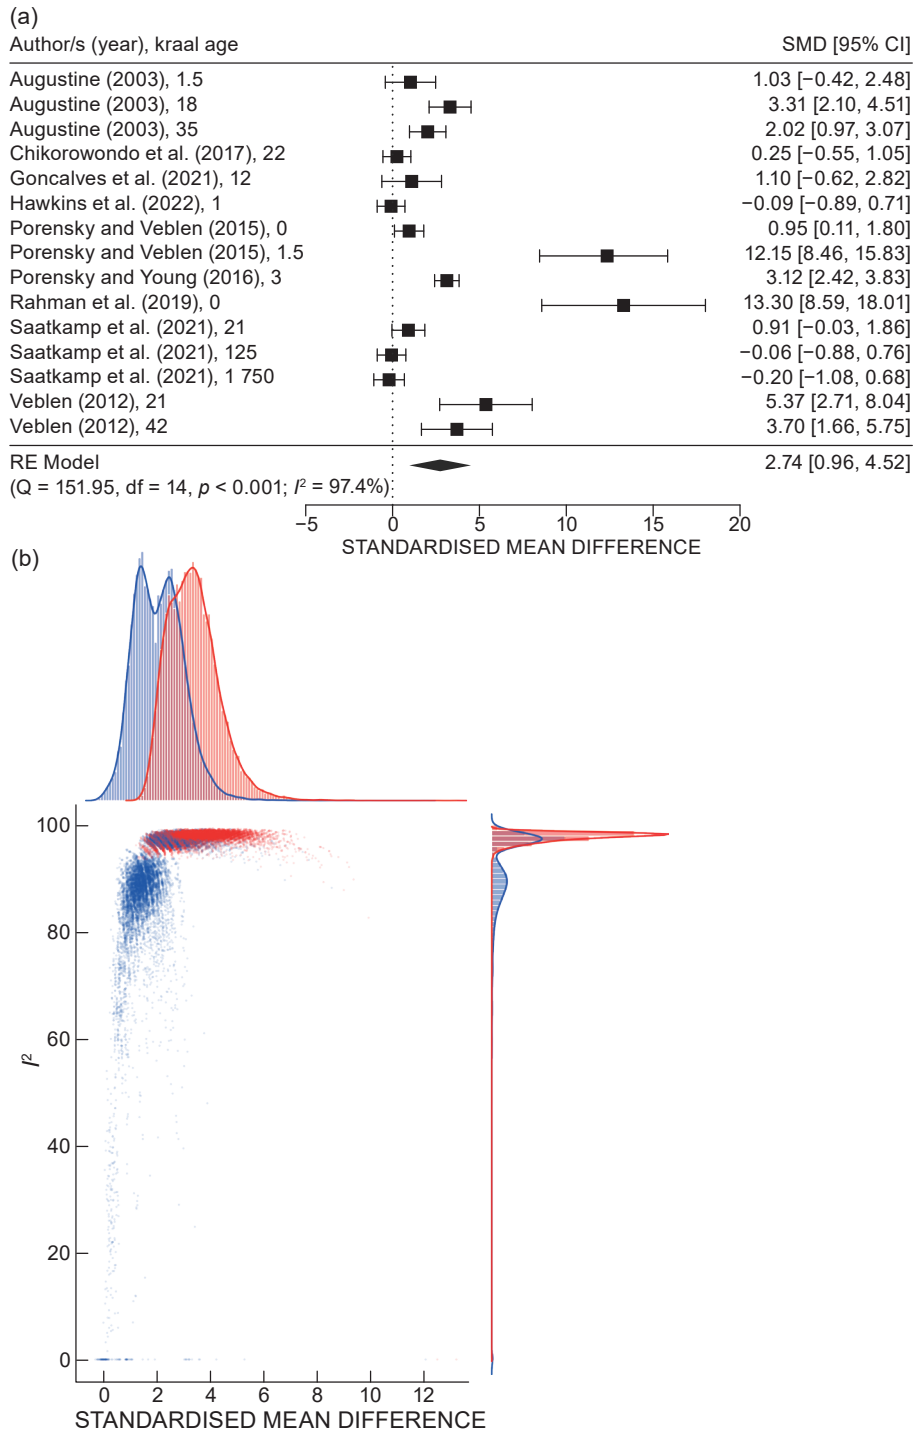 (a)
Author/s (year), kraal age SMD [95% CI]
Augustine (2003), 1.5 1.03 [−0.42, 2.48]
Augustine (2003), 18 3.31 [2.10, 4.51]
Augustine (2003), 35 2.02 [0.97, 3.07]
Chikorowondo et al. (2017), 22 0.25 [−0.55, 1.05]
Goncalves et al. (2021), 12 1.10 [−0.62, 2.82]
Hawkins et al. (2022), 1 −0.09 [−0.89, 0.71]
Porensky and Veblen (2015), 0 0.95 [0.11, 1.80]
Porensky and Veblen (2015), 1.5 12.15 [8.46, 15.83]
Porensky and Young (2016), 3 3.12 [2.42, 3.83]
Rahman et al. (2019), 0 13.30 [8.59, 18.01]
Saatkamp et al. (2021), 21 0.91 [−0.03, 1.86]
Saatkamp et al. (2021), 125 −0.06 [−0.88, 0.76]
Saatkamp et al. (2021), 1 750 −0.20 [−1.08, 0.68]
Veblen (2012), 21 5.37 [2.71, 8.04]
Veblen (2012), 42 3.70 [1.66, 5.75]
RE Model 2.74 [0.96, 4.52]
(Q = 151.95, df = 14, p < 0.001; I² = 97.4%)
−5 0 5 10 15 20
STANDARDISED MEAN DIFFERENCE
(b)
100
80
60
I²
40
20
0
0 2 4 6 8 10 12
STANDARDISED MEAN DIFFERENCE